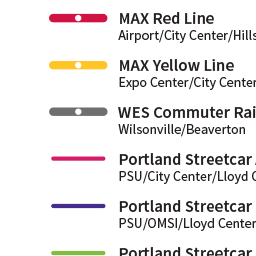 MAX Red Line
Airport/City Center/Hills
MAX Yellow Line
Expo Center/City Center
WES Commuter Rai
Wilsonville/Beaverton
Portland Streetcar
PSU/City Center/Lloyd
Portland Streetcar
PSU/OMSI/Lloyd Center
Portland Streetcar